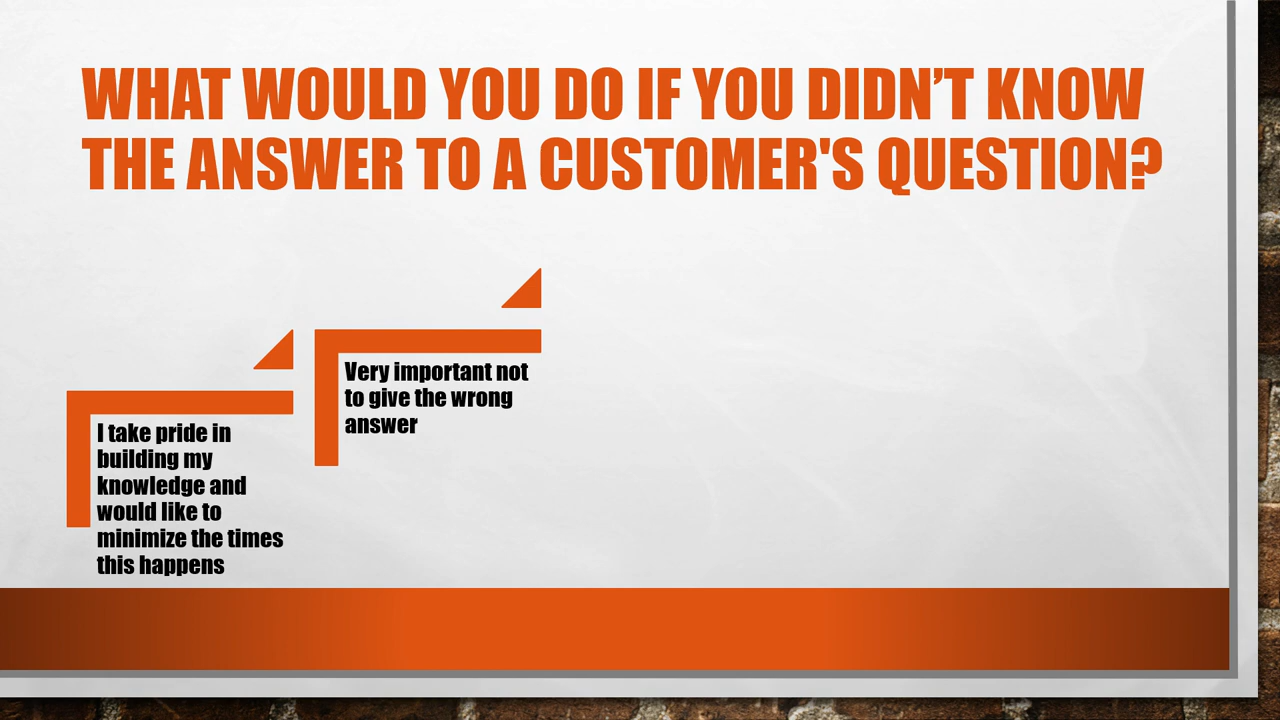 WHAT WOULD YOU DO IF YOU DIDN’T KNOW
THE ANSWER TO A CUSTOMER'S QUESTION?
I take pride in
building my
knowledge and
would like to
minimize the times
this happens
Very important not
to give the wrong
answer